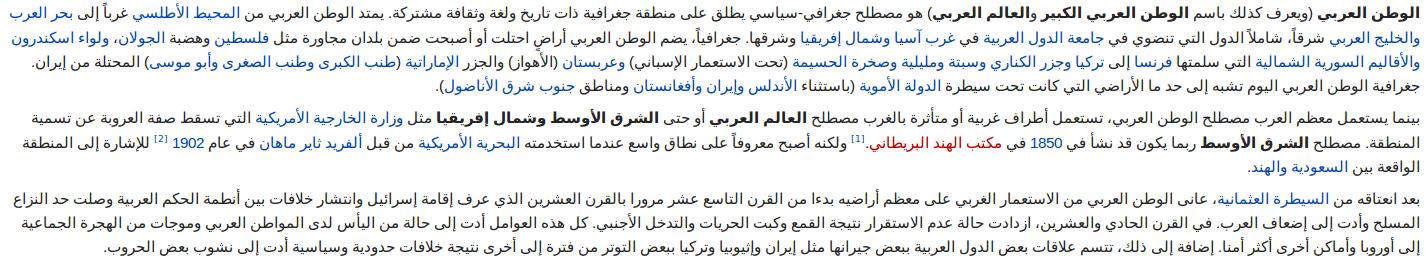 الوطن العربي (ويعرف كذلك باسم الوطن العربي الكبير والعالم العربي) هو مصطلح جغرافي-سياسي يطلق على منطقة جغرافية ذات تاريخ ولغة وثقافة مشتركة. يمتد الوطن العربي من المحيط الأطلسي غرباً إلى بحر العرب
والخليج العربي شرقاً، شاملاً الدول التي تنضوي في جامعة الدول العربية في غرب آسيا وشمال إفريقيا وشرقها. جغرافياً، يضم الوطن العربي أراضٍ احتلت أو أصبحت ضمن بلدان مجاورة مثل فلسطين وهضبة الجولان، ولواء اسكندرون
والأقاليم السورية الشمالية التي سلمتها فرنسا إلى تركيا وجزر الكناري وسبتة ومليلية وصخرة الحسيمة (تحت الاستعمار الإسباني) وعربستان (الأهواز) والجزر الإماراتية (طنب الكبرى وطنب الصغرى وأبو موسى) المحتلة من إيران.
جغرافية الوطن العربي اليوم تشبه إلى حد ما الأراضي التي كانت تحت سيطرة الدولة الأموية (باستثناء الأندلس وإيران وأفغانستان ومناطق جنوب شرق الأناضول).
بينما يستعمل معظم العرب مصطلح الوطن العربي، تستعمل أطراف غربية أو متأثرة بالغرب مصطلح العالم العربي أو حتى الشرق الأوسط وشمال إفريقيا مثل وزارة الخارجية الأمريكية التي تسقط صفة العروبة عن تسمية
المنطقة. مصطلح الشرق الأوسط ربما يكون قد نشأ في 1850 في مكتب الهند البريطاني.[1] ولكنه أصبح معروفاً على نطاق واسع عندما استخدمته البحرية الأمريكية من قبل ألفريد ثاير ماهان في عام 1902 [2] للإشارة إلى المنطقة
الواقعة بين السعودية والهند.
بعد انعتاقه من السيطرة العثمانية، عانى الوطن العربي من الاستعمار الغربي على معظم أراضيه بدءا من القرن التاسع عشر مرورا بالقرن العشرين الذي عرف إقامة إسرائيل وانتشار خلافات بين أنظمة الحكم العربية وصلت حد النزاع
المسلح وأدت إلى إضعاف العرب. في القرن الحادي والعشرين، ازدادت حالة عدم الاستقرار نتيجة القمع وكبت الحريات والتدخل الأجنبي. كل هذه العوامل أدت إلى حالة من اليأس لدى المواطن العربي وموجات من الهجرة الجماعية
إلى أوروبا وأماكن أخرى أكثر أمنا. إضافة إلى ذلك، تتسم علاقات بعض الدول العربية ببعض جيرانها مثل إيران وإثيوبيا وتركيا ببعض التوتر من فترة إلى أخرى نتيجة خلافات حدودية وسياسية أدت إلى نشوب بعض الحروب.